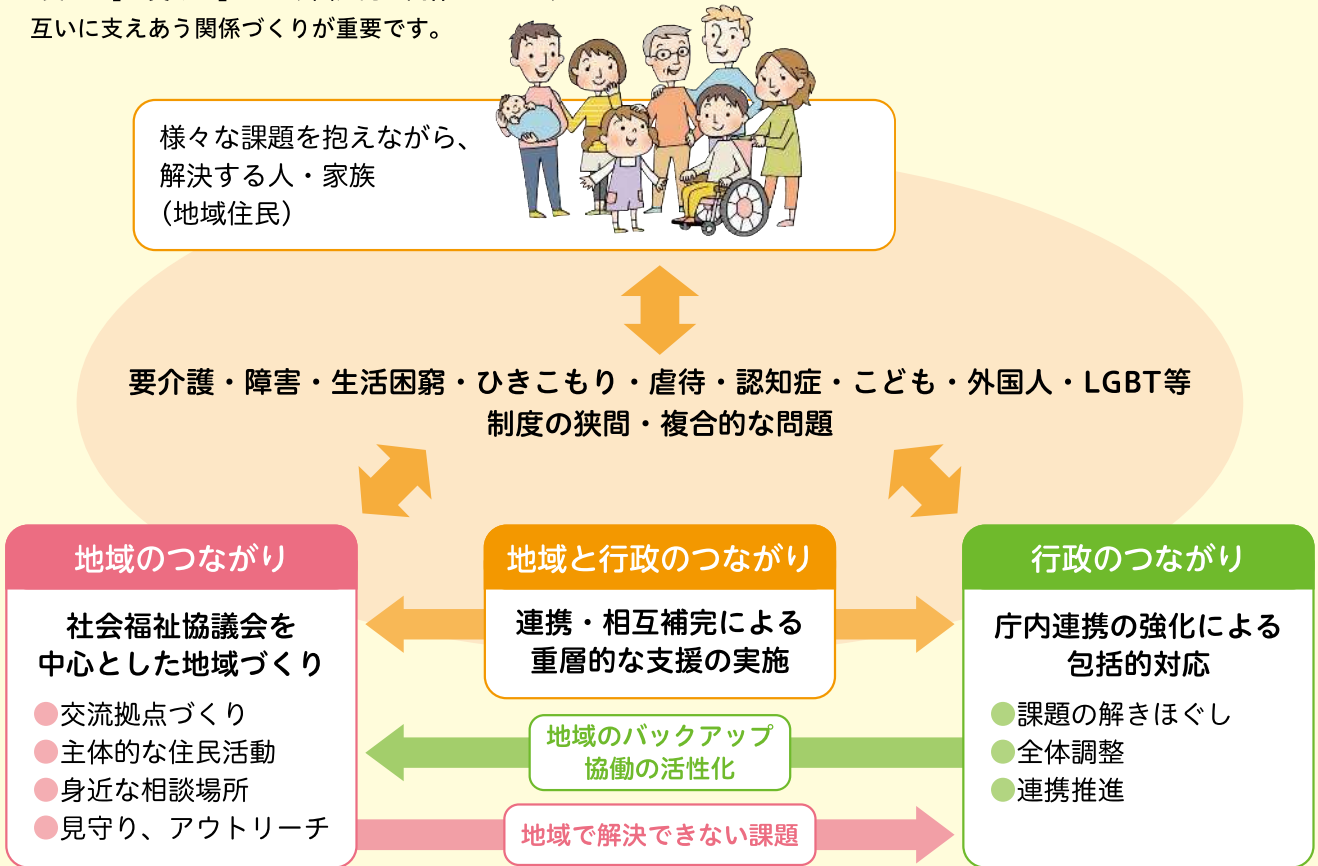 互いに支えあう関係づくりが重要です。
様々な課題を抱えながら、
解決する人・家族
(地域住民)
要介護・障害・生活困窮・ひきこもり・虐待・認知症・こども・外国人・LGBT等
制度の狭間・複合的な問題
地域のつながり
社会福祉協議会を
中心とした地域づくり
●交流拠点づくり
●主体的な住民活動
●身近な相談場所
●見守り、アウトリーチ
地域と行政のつながり
連携・相互補完による
重層的な支援の実施
地域のバックアップ
協働の活性化
地域で解決できない課題
行政のつながり
庁内連携の強化による
包括的対応
●課題の解きほぐし
●全体調整
●連携推進